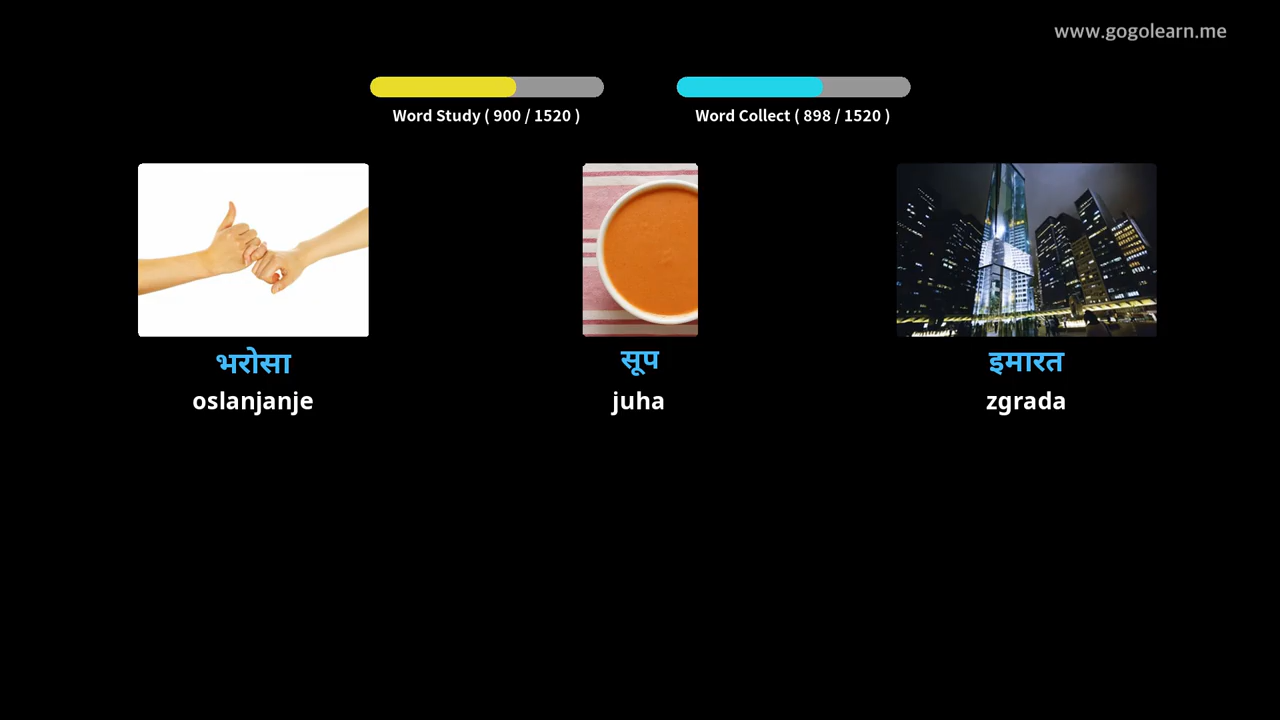 www.gogolearn.me
Word Study ( 900 / 1520 )
Word Collect ( 898 / 1520 )
भरोसा
oslanjanje
सूप
juha
इमारत
zgrada